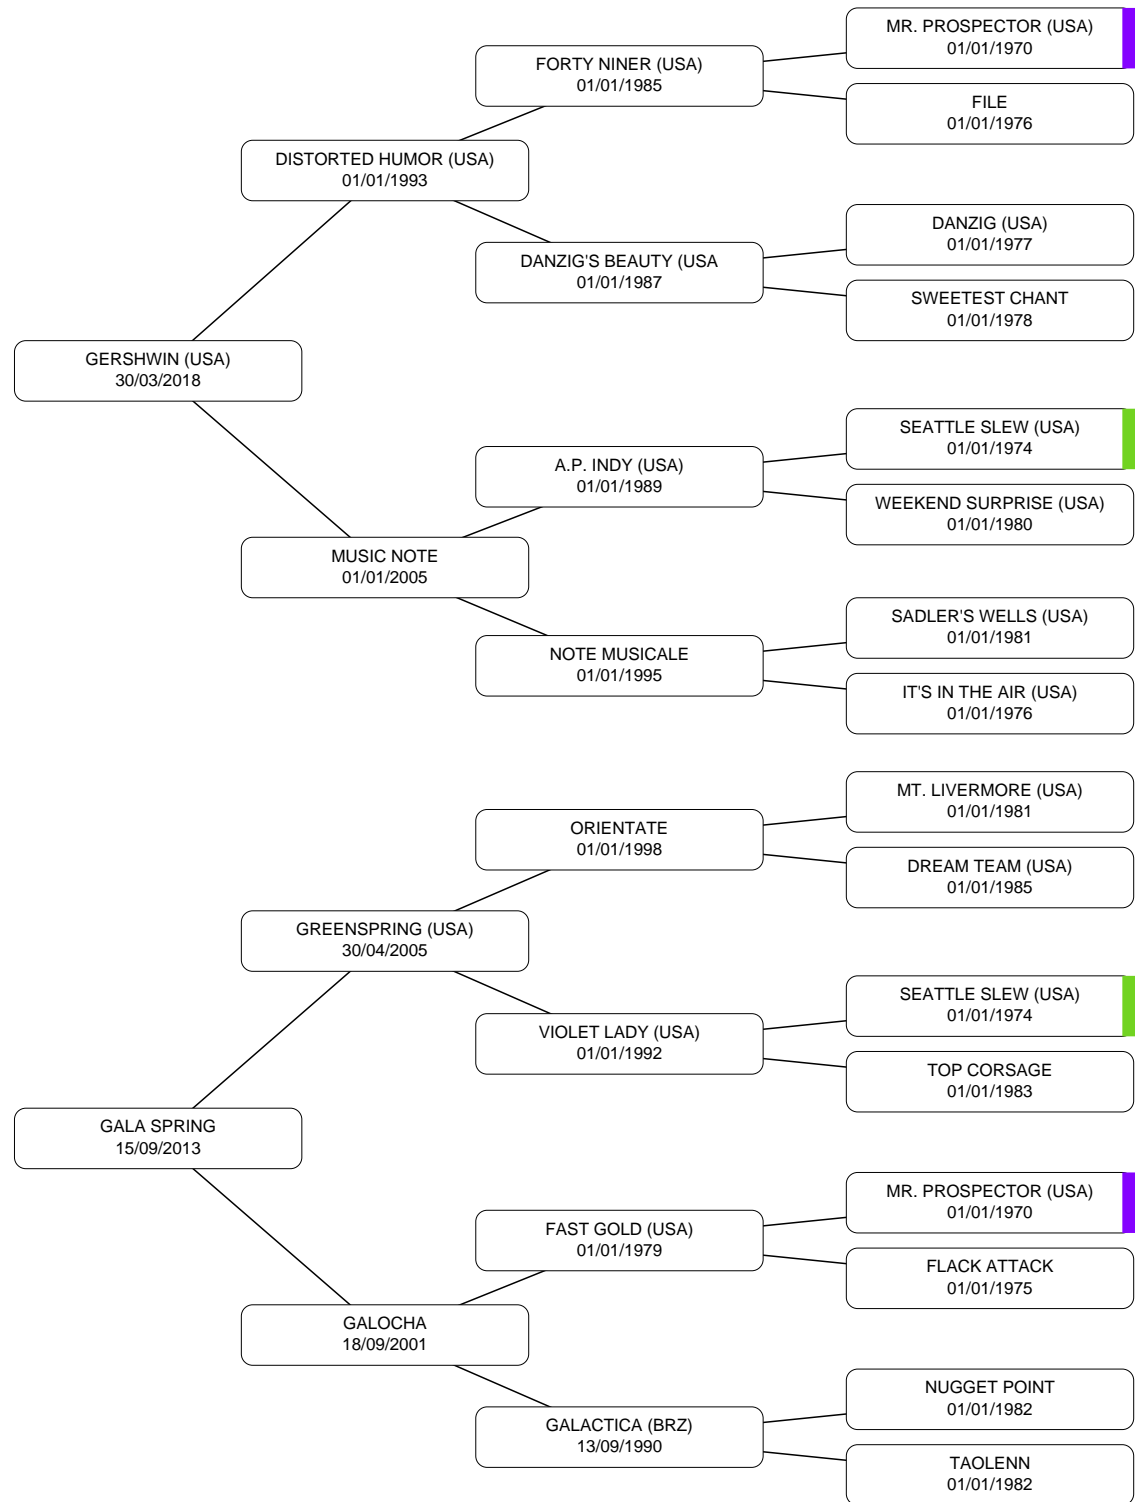 MR. PROSPECTOR (USA)
01/01/1970
FORTY NINER (USA)
01/01/1985
FILE
01/01/1976
DISTORTED HUMOR (USA)
01/01/1993
DANZIG (USA)
01/01/1977
DANZIG'S BEAUTY (USA
01/01/1987
SWEETEST CHANT
01/01/1978
GERSHWIN (USA)
30/03/2018
SEATTLE SLEW (USA)
01/01/1974
A.P. INDY (USA)
01/01/1989
WEEKEND SURPRISE (USA)
01/01/1980
MUSIC NOTE
01/01/2005
SADLER'S WELLS (USA)
01/01/1981
NOTE MUSICALE
01/01/1995
IT'S IN THE AIR (USA)
01/01/1976
MT. LIVERMORE (USA)
01/01/1981
ORIENTATE
01/01/1998
DREAM TEAM (USA)
01/01/1985
GREENSPRING (USA)
30/04/2005
SEATTLE SLEW (USA)
01/01/1974
VIOLET LADY (USA)
01/01/1992
TOP CORSAGE
01/01/1983
GALA SPRING
15/09/2013
MR. PROSPECTOR (USA)
01/01/1970
FAST GOLD (USA)
01/01/1979
FLACK ATTACK
01/01/1975
GALOCHA
18/09/2001
NUGGET POINT
01/01/1982
GALACTICA (BRZ)
13/09/1990
TAOLENN
01/01/1982